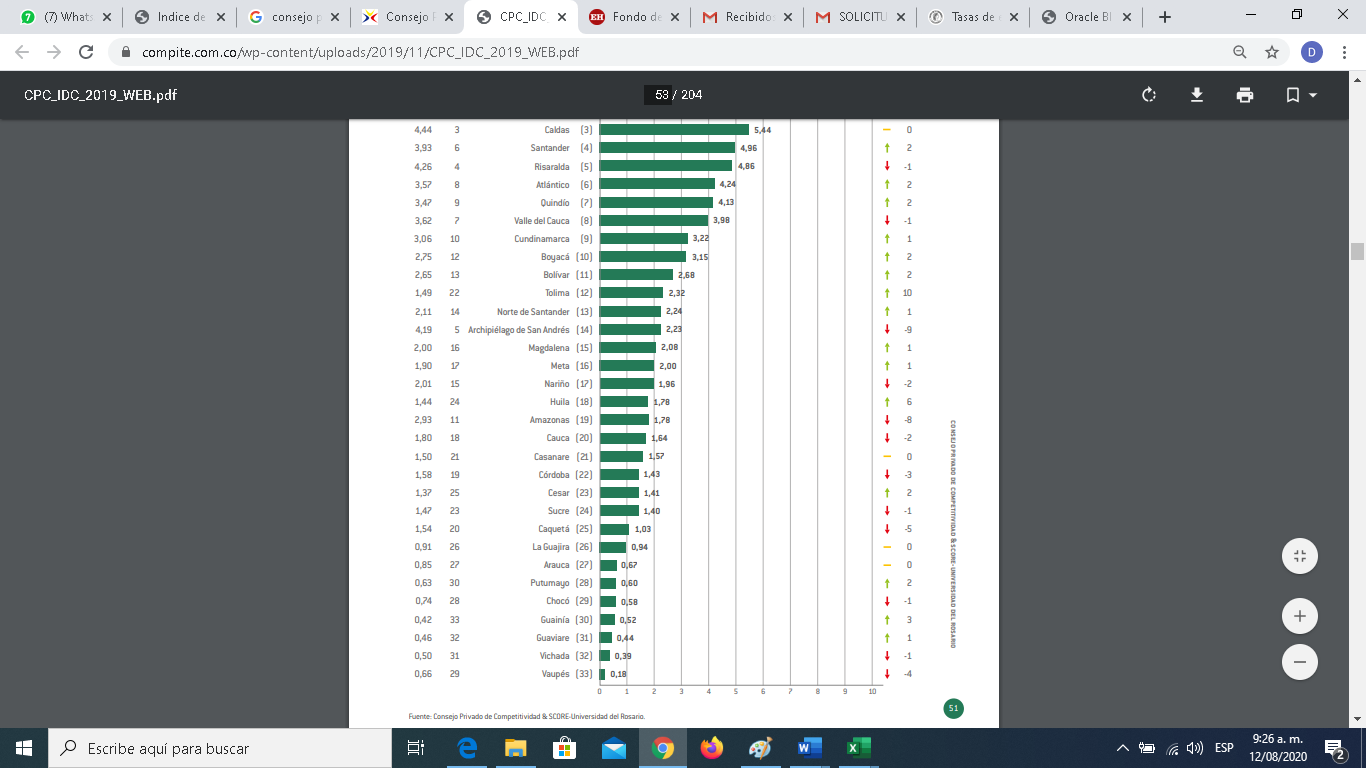 (7) Whats
Indice de
consejo p
Consejo
CPC_IDC_
Fondo de
Recibidos
SOLICITU
Tasas de
Oracle BI
compite.com.co/wp-content/uploads/2019/11/CPC_IDC_2019_WEB.pdf
D
CPC_IDC_2019_WEB.pdf
53 / 204
4,44 3 Caldas (3) 5,44 0
3,93 6 Santander (4) 4,96 2
4,26 4 Risaralda (5) 4,86 -1
3,57 8 Atlántico (6) 4,24 2
3,47 9 Quindío (7) 4,13 2
3,62 7 Valle del Cauca (8) 3,98 -1
3,06 10 Cundinamarca (9) 3,22 1
2,75 12 Boyacá (10) 3,15 2
2,65 13 Bolívar (11) 2,68 2
1,49 22 Tolima (12) 2,32 10
2,11 14 Norte de Santander (13) 2,24 1
4,19 5 Archipiélago de San Andrés (14) 2,23 -9
2,00 16 Magdalena (15) 2,08 1
1,90 17 Meta (16) 2,00 1
2,01 15 Nariño (17) 1,96 -2
1,44 24 Huila (18) 1,78 6
2,93 11 Amazonas (19) 1,78 -8
1,80 18 Cauca (20) 1,64 -2
1,50 21 Casanare (21) 1,57 0
1,58 19 Córdoba (22) 1,43 -3
1,37 25 Cesar (23) 1,41 2
1,47 23 Sucre (24) 1,40 -1
1,54 20 Caquetá (25) 1,03 -5
0,91 26 La Guajira (26) 0,94 0
0,85 27 Arauca (27) 0,67 0
0,63 30 Putumayo (28) 0,60 2
0,74 28 Chocó (29) 0,58 -1
0,42 33 Guainía (30) 0,52 3
0,46 32 Guaviare (31) 0,44 1
0,50 31 Vichada (32) 0,39 -1
0,66 29 Vaupés (33) 0,18 -4
0 1 2 3 4 5 6 7 8 9 10
CONSEJO PRIVADO DE COMPETITIVIDAD & SCORE-UNIVERSIDAD DEL ROSARIO
51
Fuente: Consejo Privado de Competitividad & SCORE-Universidad del Rosario.
Escribe aquí para buscar
ESP
9:26 a. m.
12/08/2020
2